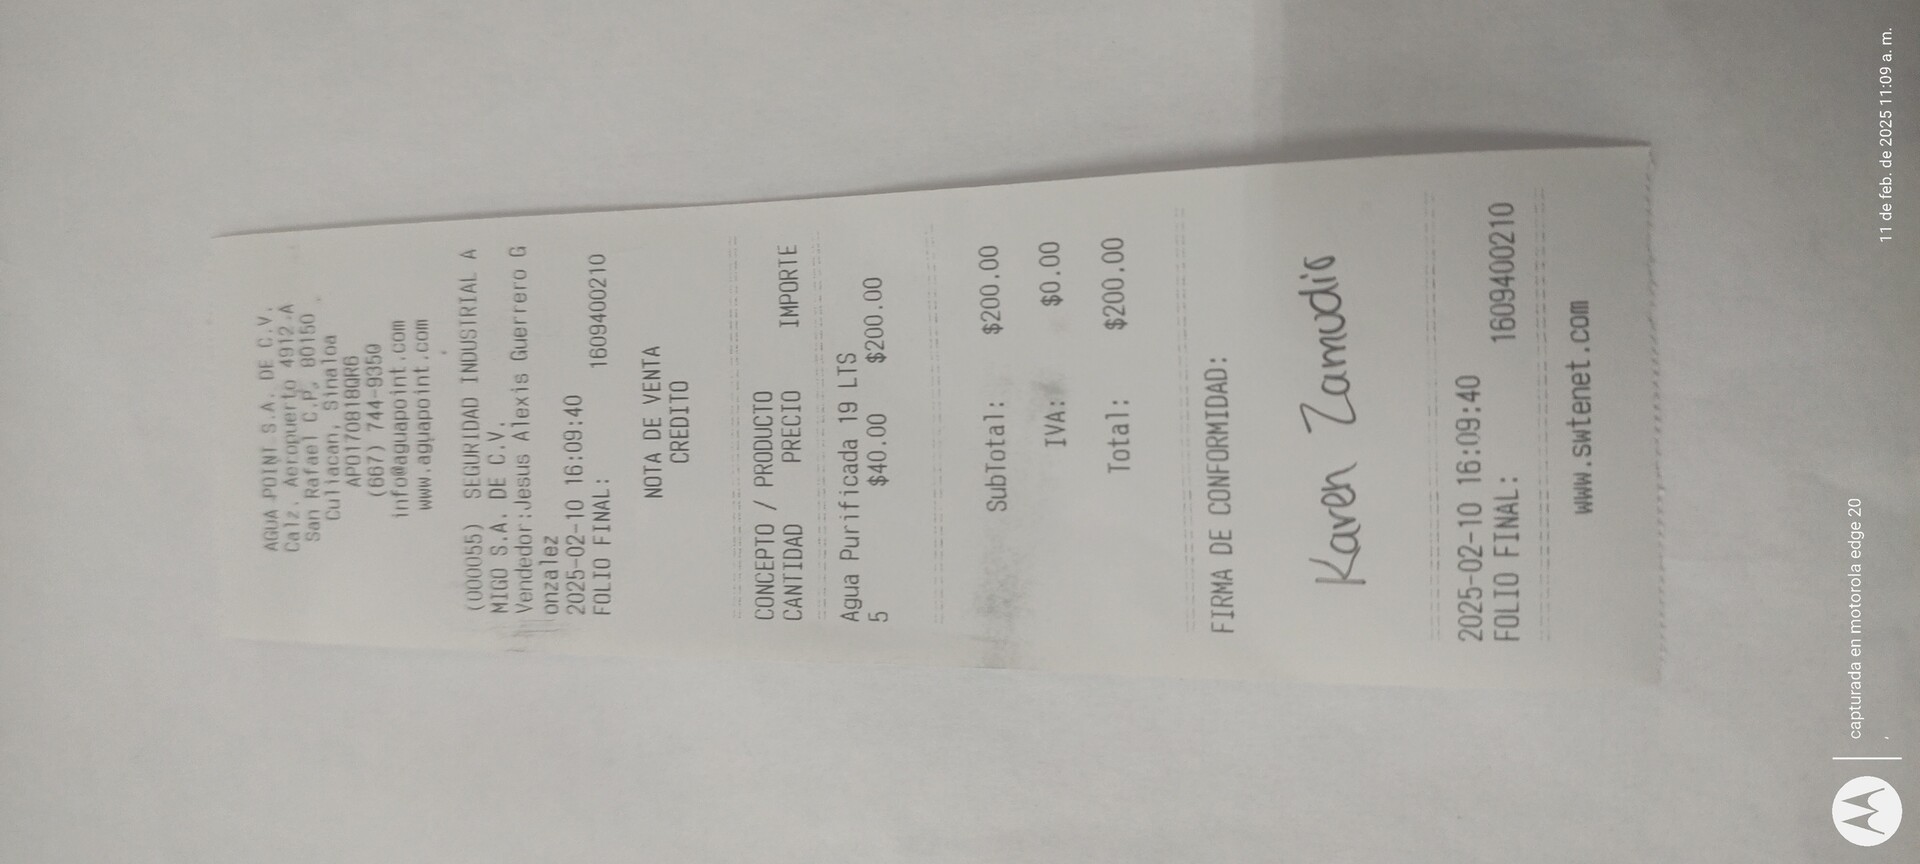 AGUA POINT S.A. DE C.V.
Calz. Aeropuerto 4912-A
San Rafael C.P. 80150
Culiacan, Sinaloa
APO170818QR6
(667) 744-9350
info@aguapoint.com
www.aguapoint.com
(000055) SEGURIDAD INDUSTRIAL A
MIGO S.A. DE C.V.
Vendedor:Jesus Alexis Guerrero G
onzalez
2025-02-10 16:09:40
FOLIO FINAL: 1609400210
NOTA DE VENTA
CREDITO
CONCEPTO / PRODUCTO
CANTIDAD PRECIO IMPORTE
Agua Purificada 19 LTS
5 $40.00 $200.00
SubTotal: $200.00
IVA: $0.00
Total: $200.00
FIRMA DE CONFORMIDAD:
Karen Zamudio
2025-02-10 16:09:40
FOLIO FINAL: 1609400210
www.swtenet.com
capturada en motorola edge 20
11 de feb. de 2025 11:09 a. m.